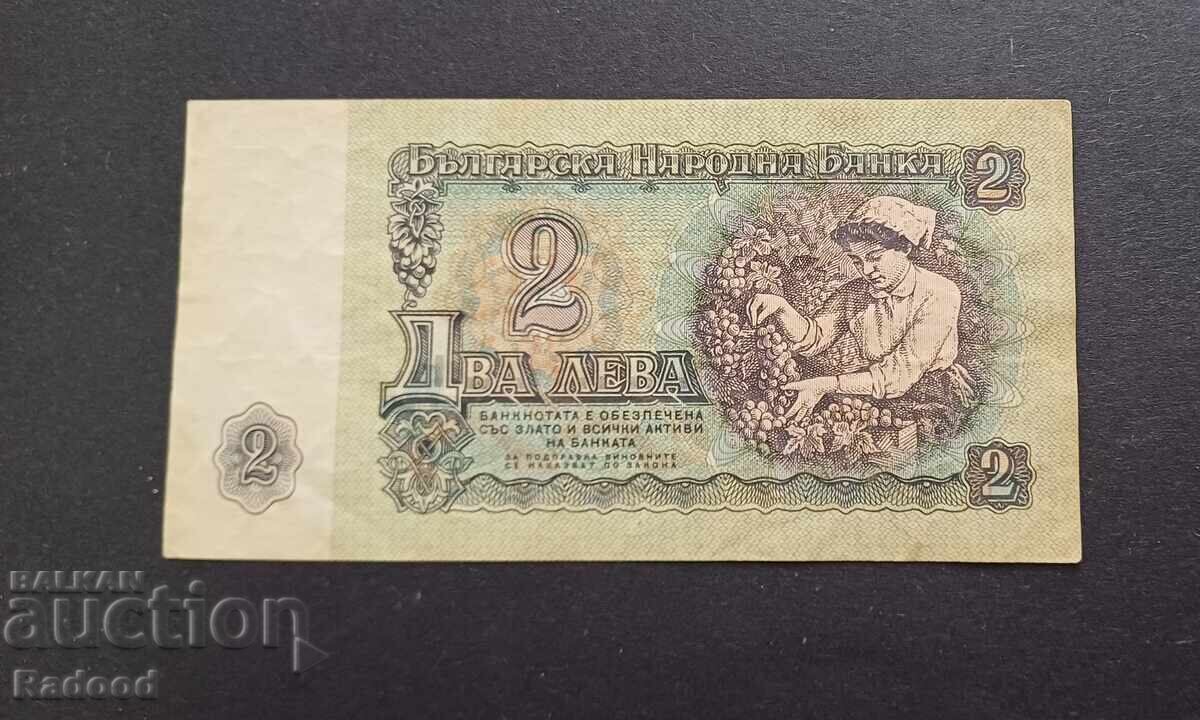 Българска Народна Банка
2
2
Два лева
БАНКНОТАТА Е ОБЕЗПЕЧЕНА
СЪС ЗЛАТО И ВСИЧКИ АКТИВИ
НА БАНКАТА
ЗА ПОДПРАВКА ВИНОВНИТЕ
СЕ НАКАЗВАТ ПО ЗАКОНА
2
2
BALKAN
auction
Radood